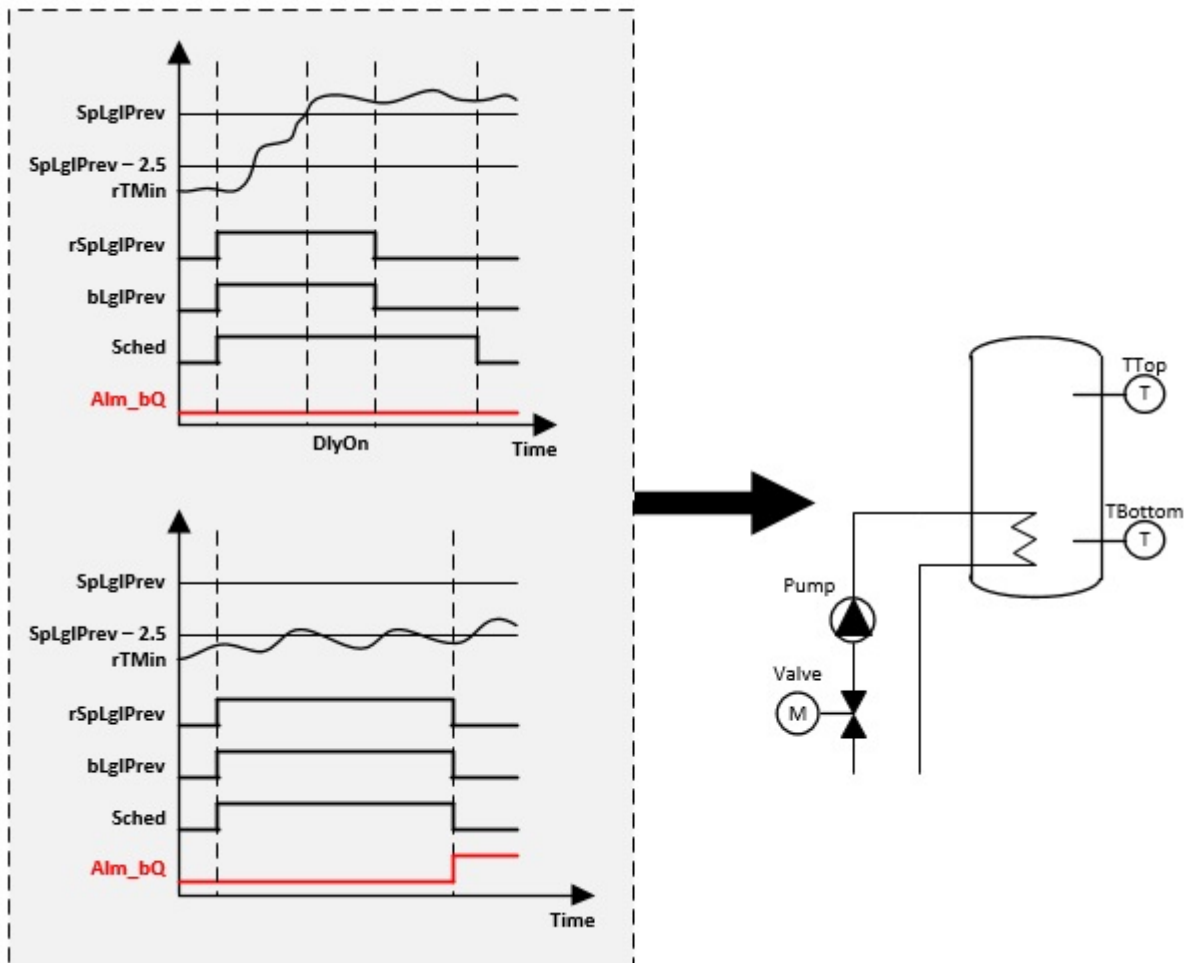 SpLglPrev
SpLglPrev – 2.5
rTMin
rSpLglPrev
bLglPrev
Sched
Alm_bQ
DlyOn
Time
SpLglPrev
SpLglPrev – 2.5
rTMin
rSpLglPrev
bLglPrev
Sched
Alm_bQ
Time
TTop
T
TBottom
T
Pump
Valve
M